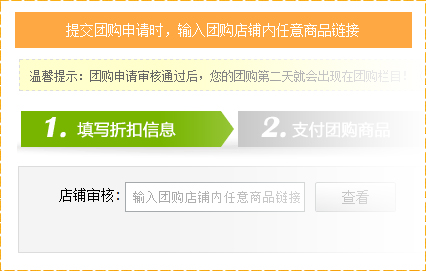 提交团购申请时，输入团购店铺内任意商品链接
温馨提示：团购申请审核通过后，您的团购第二天就会出现在团购栏目
1. 填写折扣信息
2. 支付团购商品
店铺审核：
输入团购店铺内任意商品链接
查看